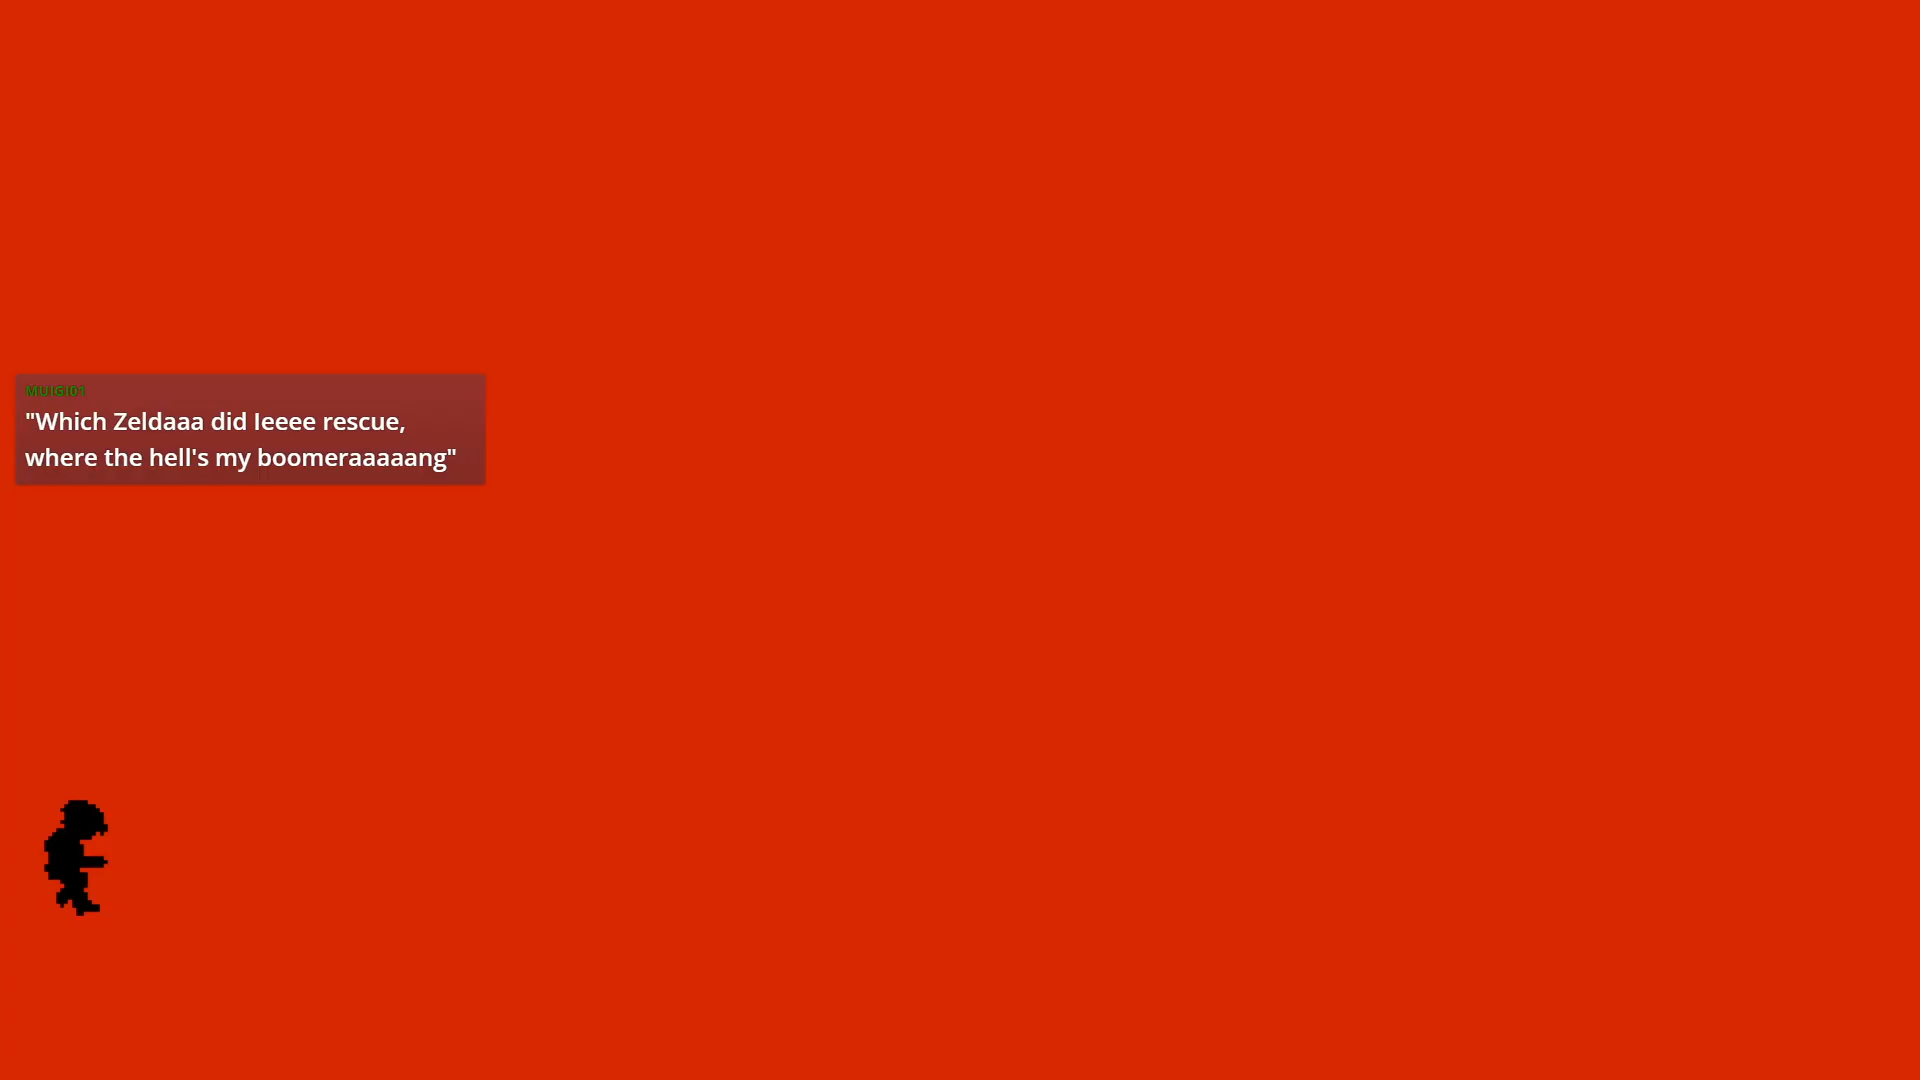 MUIGI01
"Which Zeldaaa did Ieeee rescue,
where the hell's my boomeraaaaang"